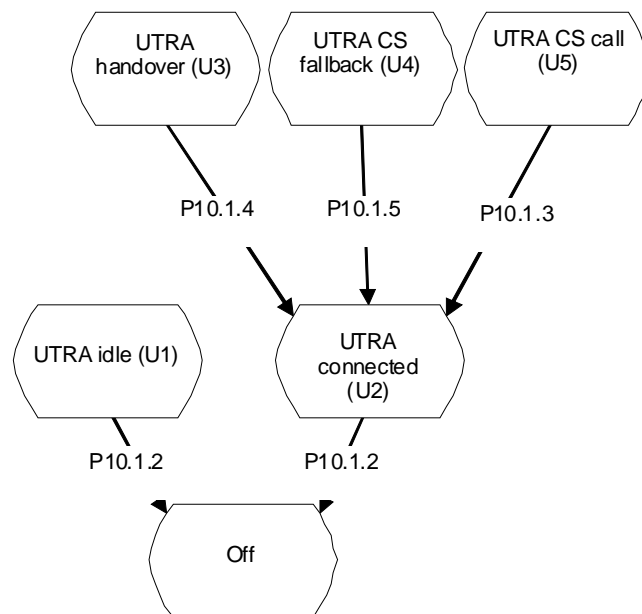 UTRA
handover (U3)
UTRA CS
fallback (U4)
UTRA CS call
(U5)
P10.1.4
P10.1.5
P10.1.3
UTRA idle (U1)
UTRA
connected
(U2)
P10.1.2
P10.1.2
Off